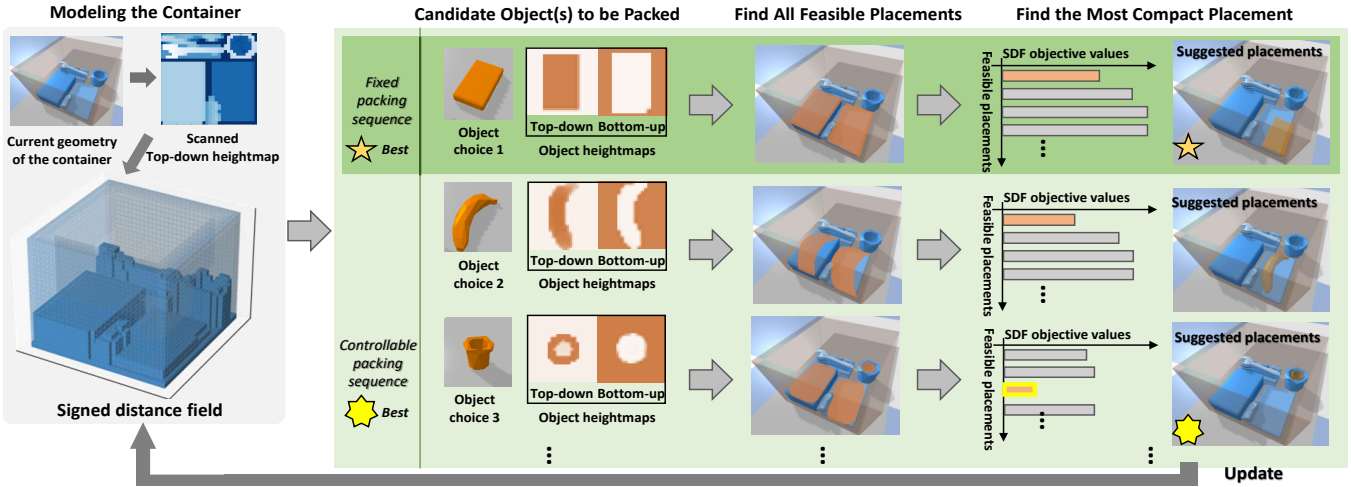 Modeling the Container
Current geometry
of the container
Scanned
Top-down heightmap
Signed distance field
Candidate Object(s) to be Packed
Find All Feasible Placements
Find the Most Compact Placement
Fixed
packing
sequence
Best
Object
choice 1
Top-down Bottom-up
Object heightmaps
SDF objective values
Feasible placements
Suggested placements
Object
choice 2
Top-down Bottom-up
Object heightmaps
SDF objective values
Feasible placements
Suggested placements
Controllable
packing
sequence
Best
Object
choice 3
Top-down Bottom-up
Object heightmaps
SDF objective values
Feasible placements
Suggested placements
Update